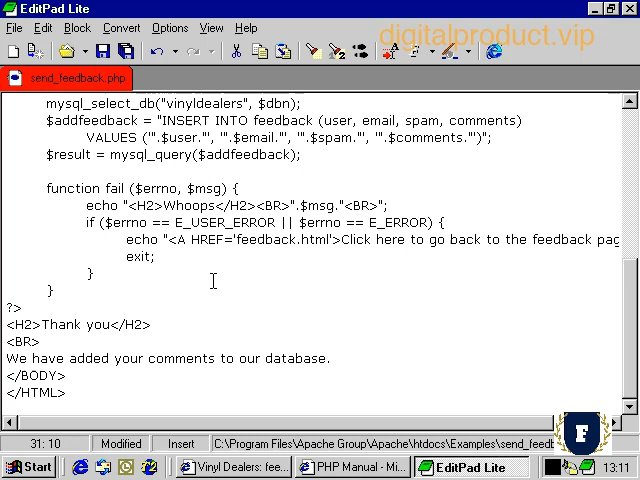 EditPad Lite
File Edit Block Convert Options View Help
digitalproduct.vip
send_feedback.php
mysql_select_db("vinyldealers", $dbn);
$addfeedback = "INSERT INTO feedback (user, email, spam, comments)
VALUES ('".$user."', '".$email."', '".$spam."', '".$comments."')";
$result = mysql_query($addfeedback);
function fail ($errno, $msg) {
echo "<H2>Whoops</H2><BR>".$msg."<BR>";
if ($errno == E_USER_ERROR || $errno == E_ERROR) {
echo "<A HREF='feedback.html'>Click here to go back to the feedback pag
exit;
}
}
?>
<H2>Thank you</H2>
<BR>
We have added your comments to our database.
</BODY>
</HTML>
F
31: 10 Modified Insert C:\Program Files\Apache Group\Apache\htdocs\Examples\send_feedb
Start Vinyl Dealers: fee... PHP Manual - Mi... EditPad Lite 13:11